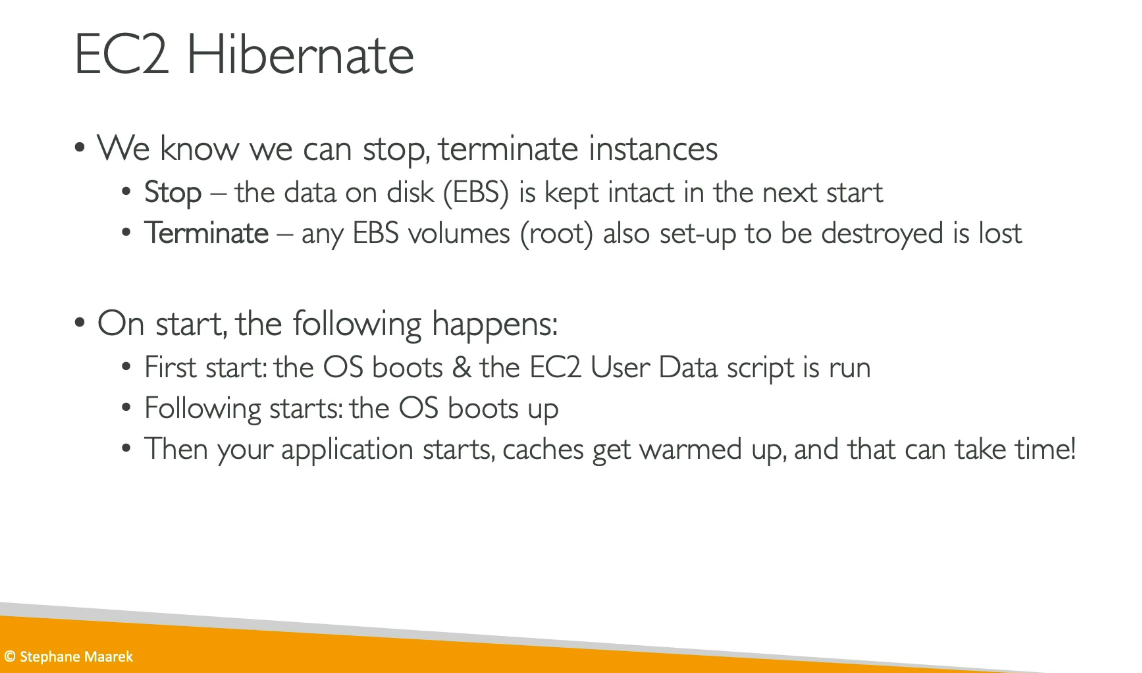 EC2 Hibernate
• We know we can stop, terminate instances
• Stop – the data on disk (EBS) is kept intact in the next start
• Terminate – any EBS volumes (root) also set-up to be destroyed is lost
• On start, the following happens:
• First start: the OS boots & the EC2 User Data script is run
• Following starts: the OS boots up
• Then your application starts, caches get warmed up, and that can take time!
© Stephane Maarek